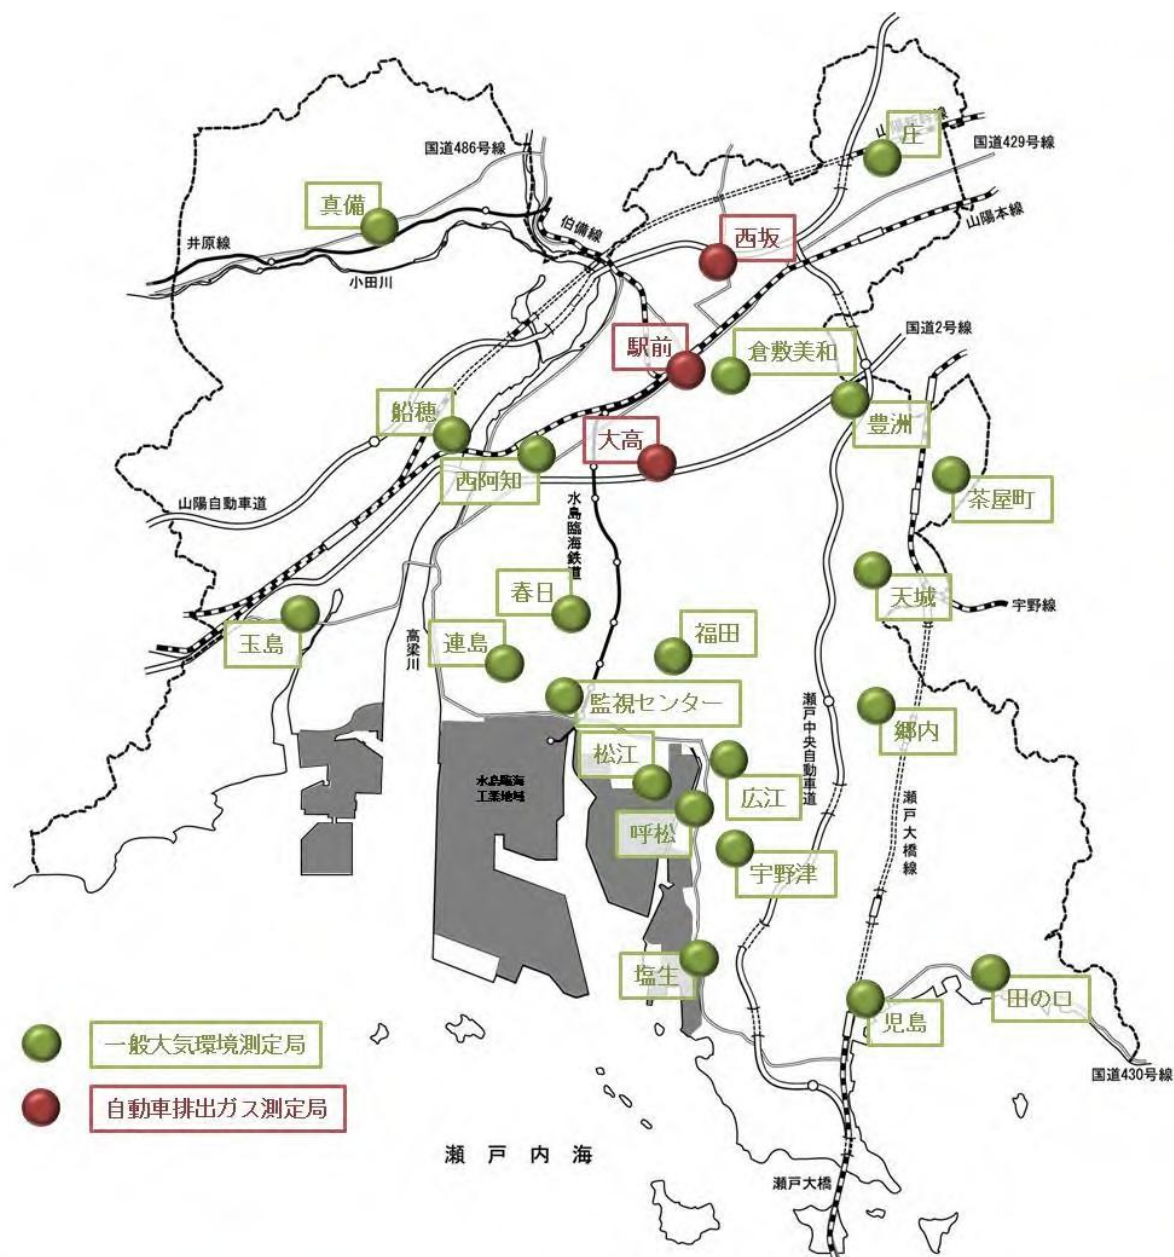 庄
国道429号線
国道486号線
真備
山陽本線
伯備線
西坂
井原線
小田川
国道2号線
駅前
倉敷美和
船穂
豊洲
大高
西阿知
茶屋町
山陽自動車道
水島臨海鉄道
春日
天城
宇野線
玉島
高梁川
連島
福田
監視センター
瀬戸中央自動車道
郷内
松江
水島臨海
工業地域
広江
瀬戸大橋線
呼松
宇野津
塩生
田の口
児島
一般大気環境測定局
国道430号線
自動車排出ガス測定局
瀬戸内海
瀬戸大橋